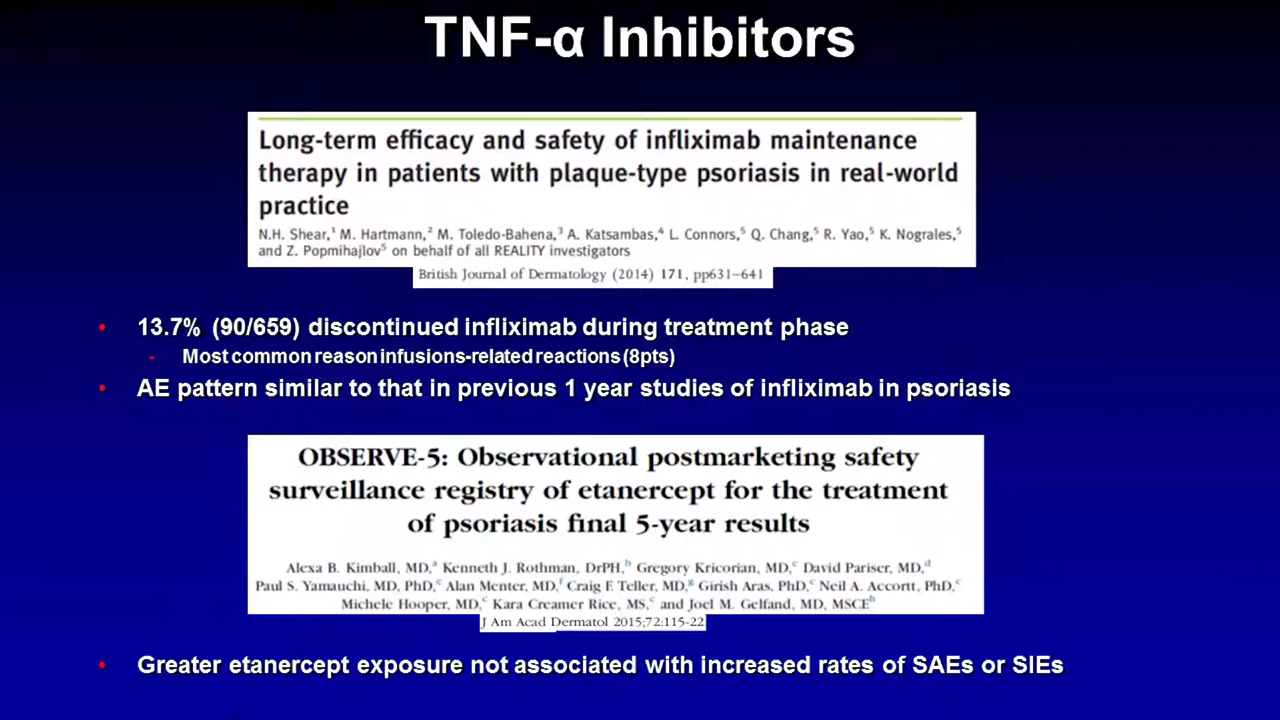 TNF-α Inhibitors
Long-term efficacy and safety of infliximab maintenance
therapy in patients with plaque-type psoriasis in real-world
practice
N.H. Shear,¹ M. Hartmann,² M. Toledo-Bahena,³ A. Katsambas,⁴ L. Connors,⁵ Q. Chang,⁵ R. Yao,⁵ K. Nograles,⁵
and Z. Popmihajlov⁵ on behalf of all REALITY investigators
British Journal of Dermatology (2014) 171, pp631–641
• 13.7% (90/659) discontinued infliximab during treatment phase
- Most common reason infusions-related reactions (8pts)
• AE pattern similar to that in previous 1 year studies of infliximab in psoriasis
OBSERVE-5: Observational postmarketing safety
surveillance registry of etanercept for the treatment
of psoriasis final 5-year results
Alexa B. Kimball, MD,ᵃ Kenneth J. Rothman, DrPH,ᵇ Gregory Kricorian, MD,ᶜ David Pariser, MD,ᵈ
Paul S. Yamauchi, MD, PhD,ᵉ Alan Menter, MD,ᶠ Craig F. Teller, MD,ᵍ Girish Aras, PhD,ᶜ Neil A. Accortt, PhD,ᶜ
Michele Hooper, MD,ᶜ Kara Creamer Rice, MS,ᶜ and Joel M. Gelfand, MD, MSCEʰ
J Am Acad Dermatol 2015;72:115-22
• Greater etanercept exposure not associated with increased rates of SAEs or SIEs